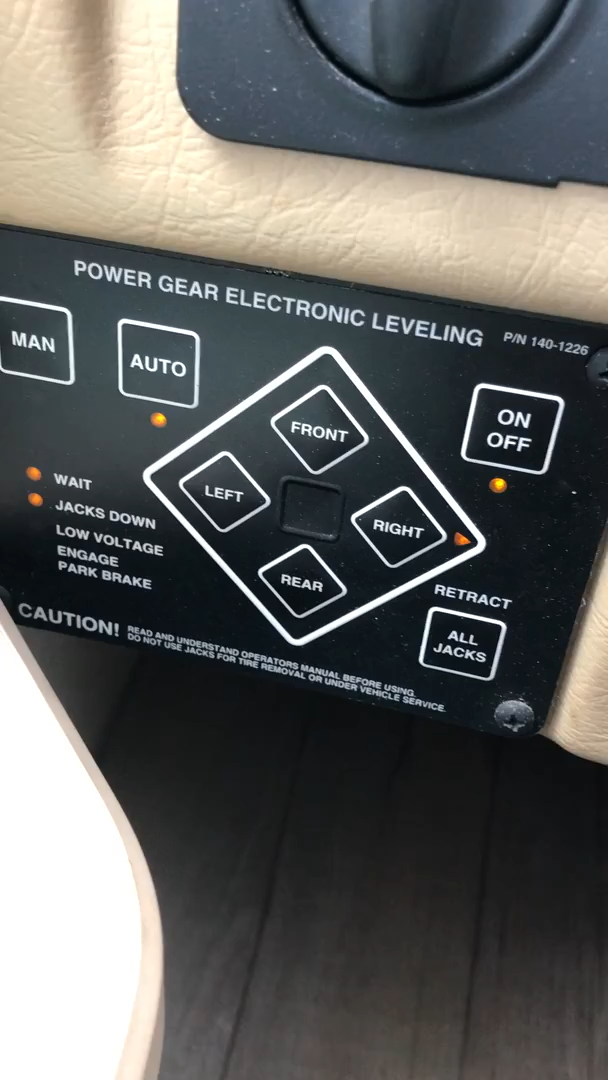 POWER GEAR ELECTRONIC LEVELING
P/N 140-1226
MAN
AUTO
ON
OFF
FRONT
LEFT
RIGHT
REAR
WAIT
JACKS DOWN
LOW VOLTAGE
ENGAGE
PARK BRAKE
RETRACT
ALL
JACKS
CAUTION!
READ AND UNDERSTAND OPERATORS MANUAL BEFORE USING.
DO NOT USE JACKS FOR TIRE REMOVAL OR UNDER VEHICLE SERVICE.